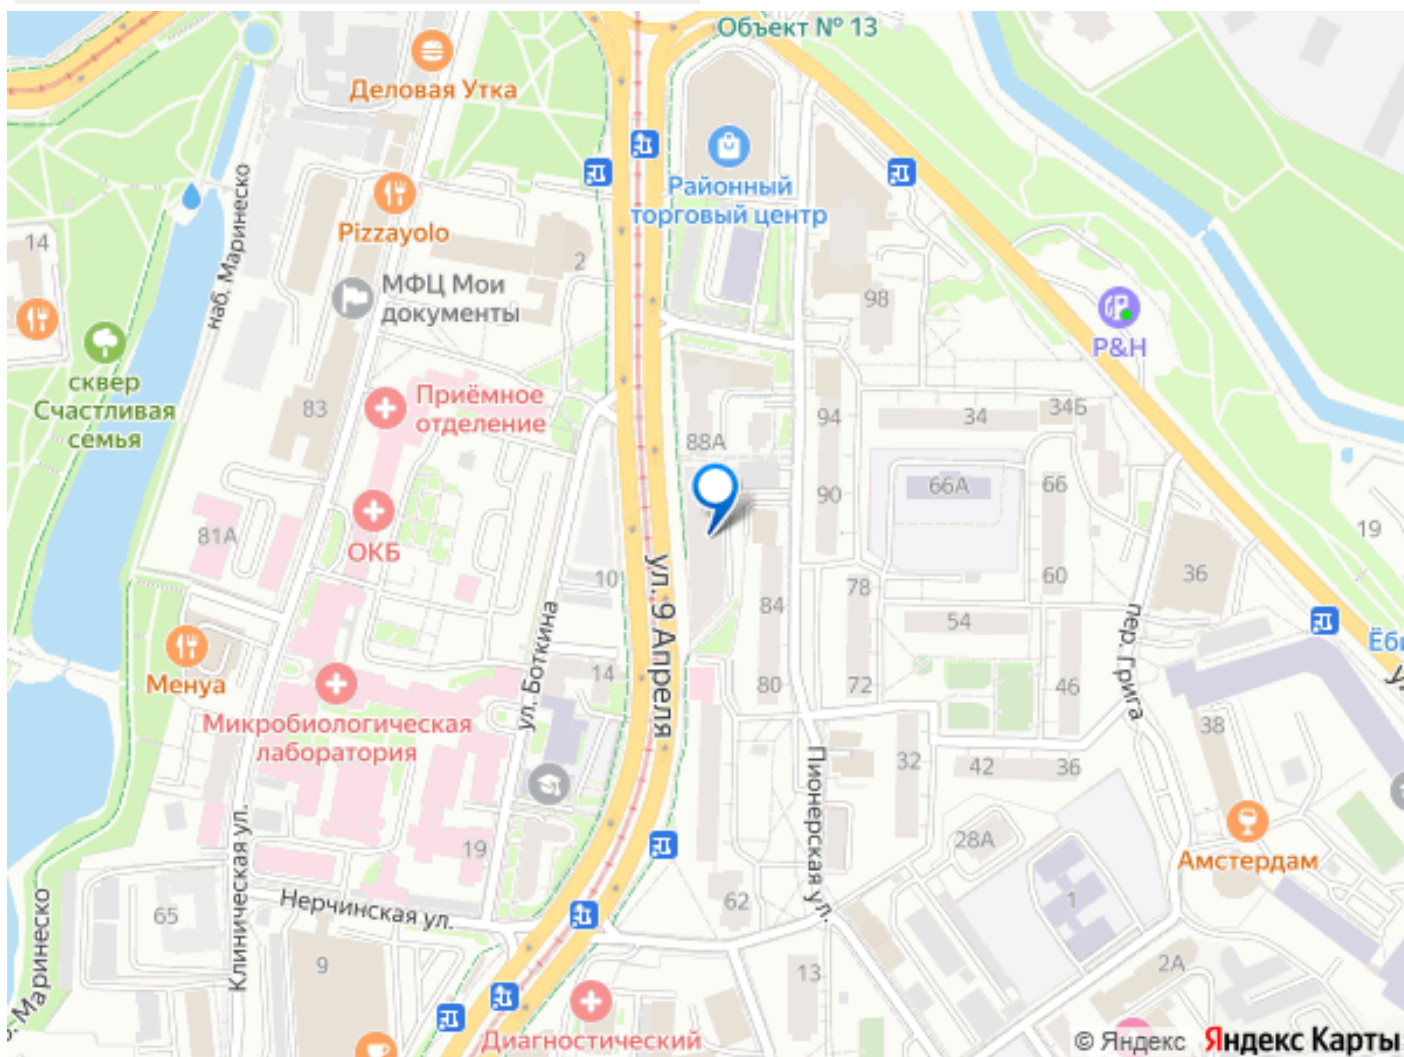 Объект № 13
Деловая Утка
наб. Маринеско
Районный
торговый центр
Pizzayolo
14
2
МФЦ Мои
документы
98
P&H
сквер
Счастливая
семья
83
Приёмное
отделение
94
34
34Б
88А
90
66А
66
81А
ОКБ
19
10
ул. 9 Апреля
78
60
36
84
54
пер. Грига
ул. Боткина
14
Менуа
80
72
46
Микробиологическая
лаборатория
38
Пионерская ул.
32
42
36
28А
Амстердам
19
Клиническая ул.
Нерчинская ул.
65
62
1
Маринеско
9
13
2А
Диагностический
© Яндекс Яндекс Карты